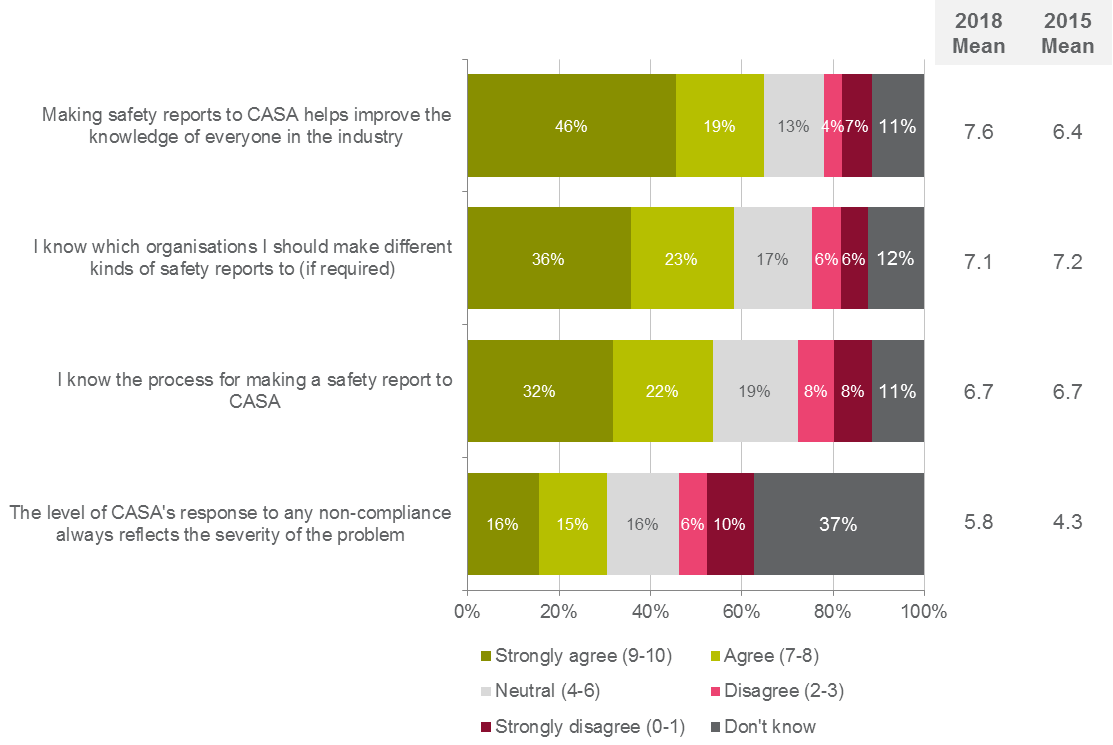 2018 Mean
2015 Mean
Making safety reports to CASA helps improve the
knowledge of everyone in the industry
46%
19%
13%
4%
7%
11%
7.6
6.4
I know which organisations I should make different
kinds of safety reports to (if required)
36%
23%
17%
6%
6%
12%
7.1
7.2
I know the process for making a safety report to
CASA
32%
22%
19%
8%
8%
11%
6.7
6.7
The level of CASA's response to any non-compliance
always reflects the severity of the problem
16%
15%
16%
6%
10%
37%
5.8
4.3
0%
20%
40%
60%
80%
100%
Strongly agree (9-10)
Agree (7-8)
Neutral (4-6)
Disagree (2-3)
Strongly disagree (0-1)
Don't know